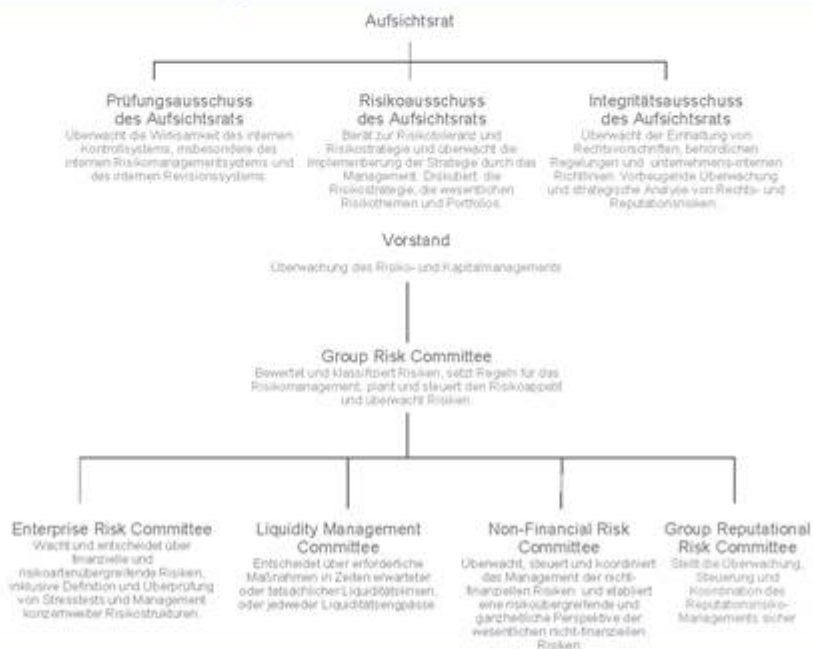 Aufsichtsrat
Prüfungsausschuss
des Aufsichtsrats
Überwacht die Wirksamkeit des internen
Kontrollsystems, insbesondere des
internen Risikomanagementsystems und
des internen Revisionssystems.
Risikoausschuss
des Aufsichtsrats
Berät zur Risikotoleranz und
Risikostrategie und überwacht die
Implementierung der Strategie durch das
Management. Diskutiert die
Risikostrategie, die wesentlichen
Risikothemen und Portfolios.
Integritätsausschuss
des Aufsichtsrats
Überwacht der Einhaltung von
Rechtsvorschriften, behördlichen
Regelungen und unternehmens-internen
Richtlinien. Vorbeugende Überwachung
und strategische Analyse von Rechts- und
Reputationsrisiken.
Vorstand
Überwachung des Risiko- und Kapitalmanagements
Group Risk Committee
Bewertet und klassifiziert Risiken, setzt Regeln für das
Risikomanagement, plant und steuert den Risikoappetit
und überwacht Risiken.
Enterprise Risk Committee
Wacht und entscheidet über
finanzielle und
risikoartenübergreifende Risiken,
inklusive Definition und Überprüfung
von Stresstests und Management
konzernweiter Risikostrukturen.
Liquidity Management
Committee
Entscheidet über erforderliche
Maßnahmen in Zeiten erwarteter
oder tatsächlicher Liquiditätskrisen,
oder jedweder Liquiditätsengpässe.
Non-Financial Risk
Committee
Überwacht, steuert und koordiniert
das Management der nicht-
finanziellen Risiken und etabliert
eine risikoübergreifende und
ganzheitliche Perspektive der
wesentlichen nicht-finanziellen
Risiken.
Group Reputational
Risk Committee
Stellt die Überwachung,
Steuerung und
Koordination des
Reputationsrisiko-
Managements sicher